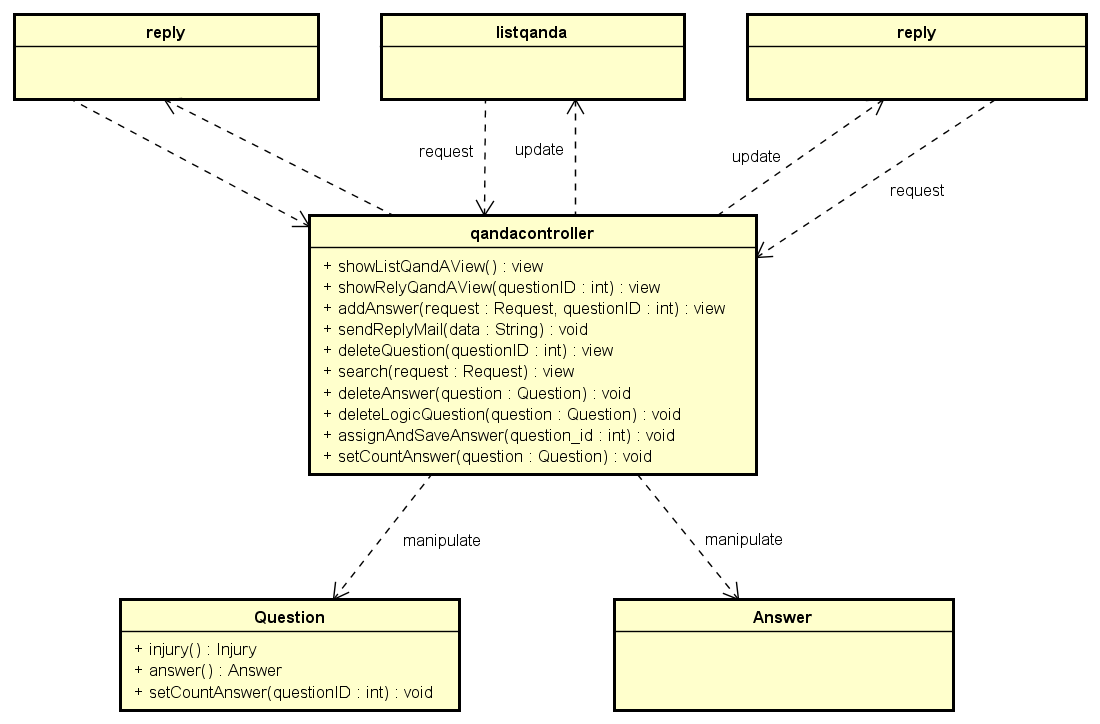 reply
listqanda
reply
request
update
update
request
qandacontroller
+ showListQandAView() : view
+ showRelyQandAView(questionID : int) : view
+ addAnswer(request : Request, questionID : int) : view
+ sendReplyMail(data : String) : void
+ deleteQuestion(questionID : int) : view
+ search(request : Request) : view
+ deleteAnswer(question : Question) : void
+ deleteLogicQuestion(question : Question) : void
+ assignAndSaveAnswer(question_id : int) : void
+ setCountAnswer(question : Question) : void
manipulate
manipulate
Question
+ injury() : Injury
+ answer() : Answer
+ setCountAnswer(questionID : int) : void
Answer